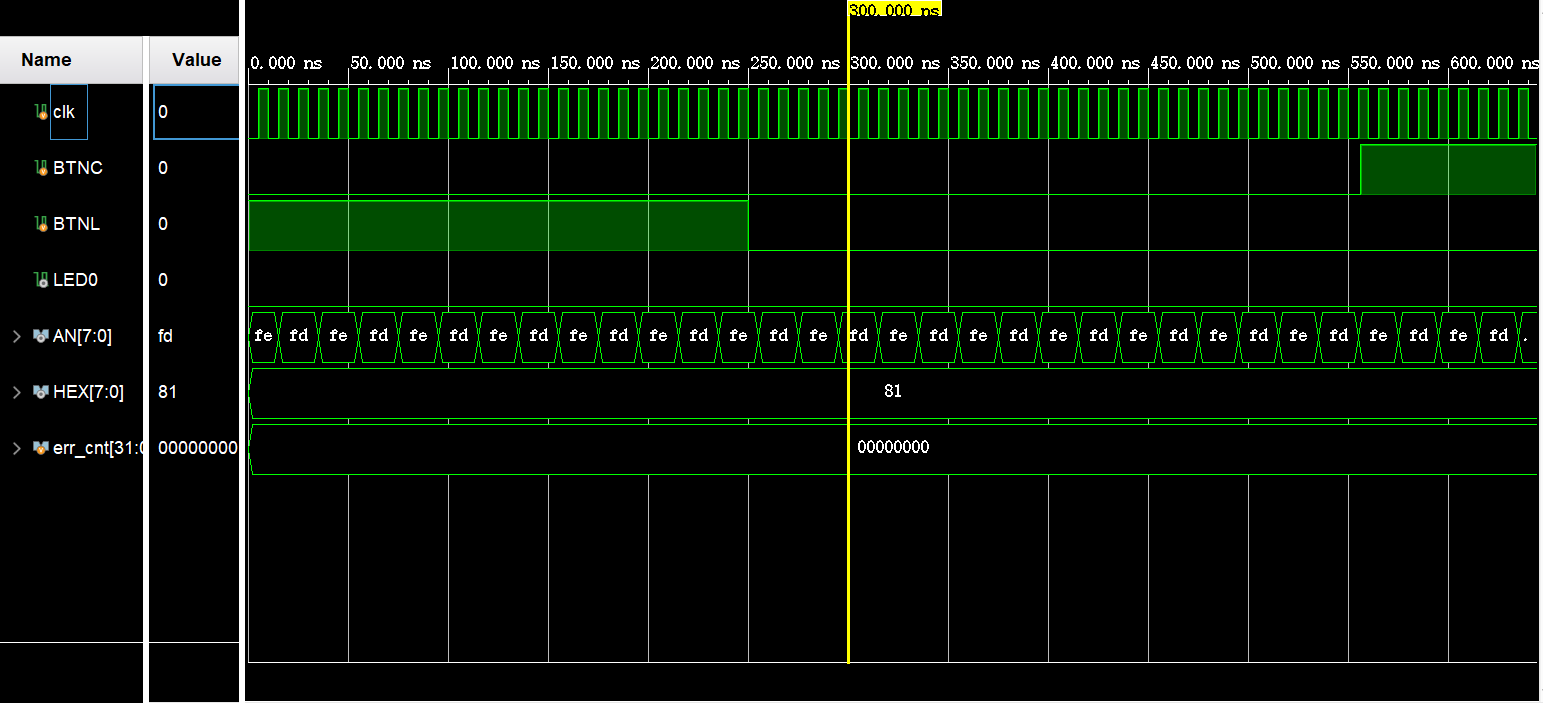 300.000 ns
Name Value
0.000 ns 50.000 ns 100.000 ns 150.000 ns 200.000 ns 250.000 ns 300.000 ns 350.000 ns 400.000 ns 450.000 ns 500.000 ns 550.000 ns 600.000 ns
clk 0
BTNC 0
BTNL 0
LED0 0
AN[7:0] fd fe fd fe fd fe fd fe fd fe fd fe fd fe fd fe fd fe fd fe fd fe fd fe fd fe fd fe fd fe fd fe fd .
HEX[7:0] 81 81
err_cnt[31:0 00000000 00000000